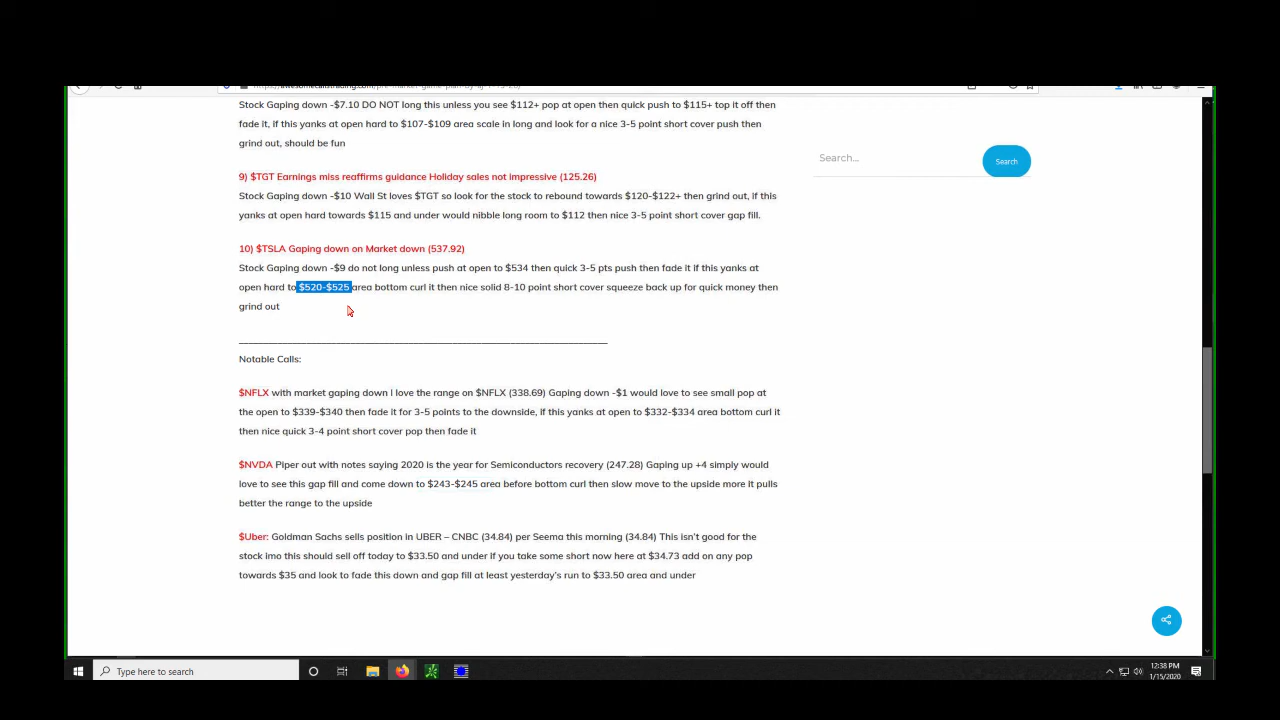 Stock Gaping down -$7.10 DO NOT long this unless you see $112+ pop at open then quick push to $115+ top it off then
fade it, if this yanks at open hard to $107-$109 area scale in long and look for a nice 3-5 point short cover push then
grind out, should be fun
Search...
Search
9) $TGT Earnings miss reaffirms guidance Holiday sales not impressive (125.26)
Stock Gaping down -$10 Wall St loves $TGT so look for the stock to rebound towards $120-$122+ then grind out, if this
yanks at open hard towards $115 and under would nibble long room to $112 then nice 3-5 point short cover gap fill.
10) $TSLA Gaping down on Market down (537.92)
Stock Gaping down -$9 do not long unless push at open to $534 then quick 3-5 pts push then fade it if this yanks at
open hard to $520-$525 area bottom curl it then nice solid 8-10 point short cover squeeze back up for quick money then
grind out
Notable Calls:
$NFLX with market gaping down I love the range on $NFLX (338.69) Gaping down -$1 would love to see small pop at
the open to $339-$340 then fade it for 3-5 points to the downside, if this yanks at open to $332-$334 area bottom curl it
then nice quick 3-4 point short cover pop then fade it
$NVDA Piper out with notes saying 2020 is the year for Semiconductors recovery (247.28) Gaping up +4 simply would
love to see this gap fill and come down to $243-$245 area before bottom curl then slow move to the upside more it pulls
better the range to the upside
$Uber: Goldman Sachs sells position in UBER – CNBC (34.84) per Seema this morning (34.84) This isn't good for the
stock imo this should sell off today to $33.50 and under if you take some short now here at $34.73 add on any pop
towards $35 and look to fade this down and gap fill at least yesterday's run to $33.50 area and under
Type here to search
12:38 PM
1/15/2020